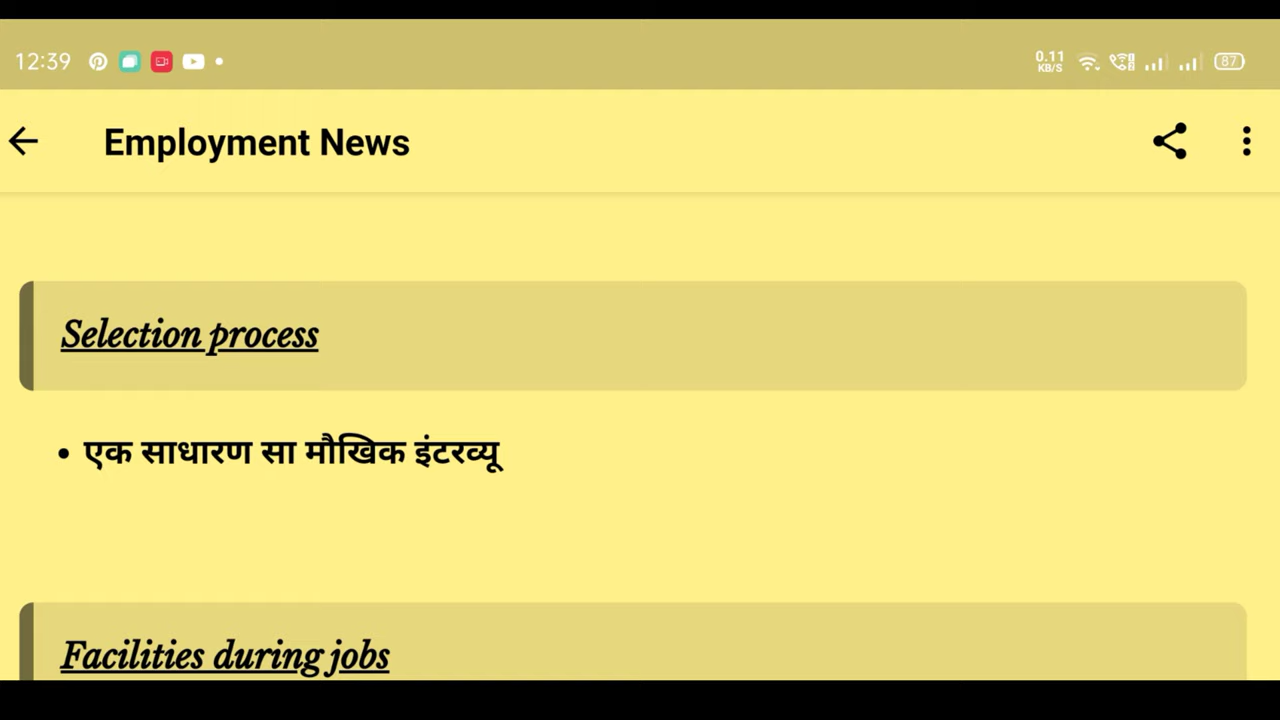 12:39 0.11 KB/S 87
Employment News
Selection process
• एक साधारण सा मौखिक इंटरव्यू
Facilities during jobs